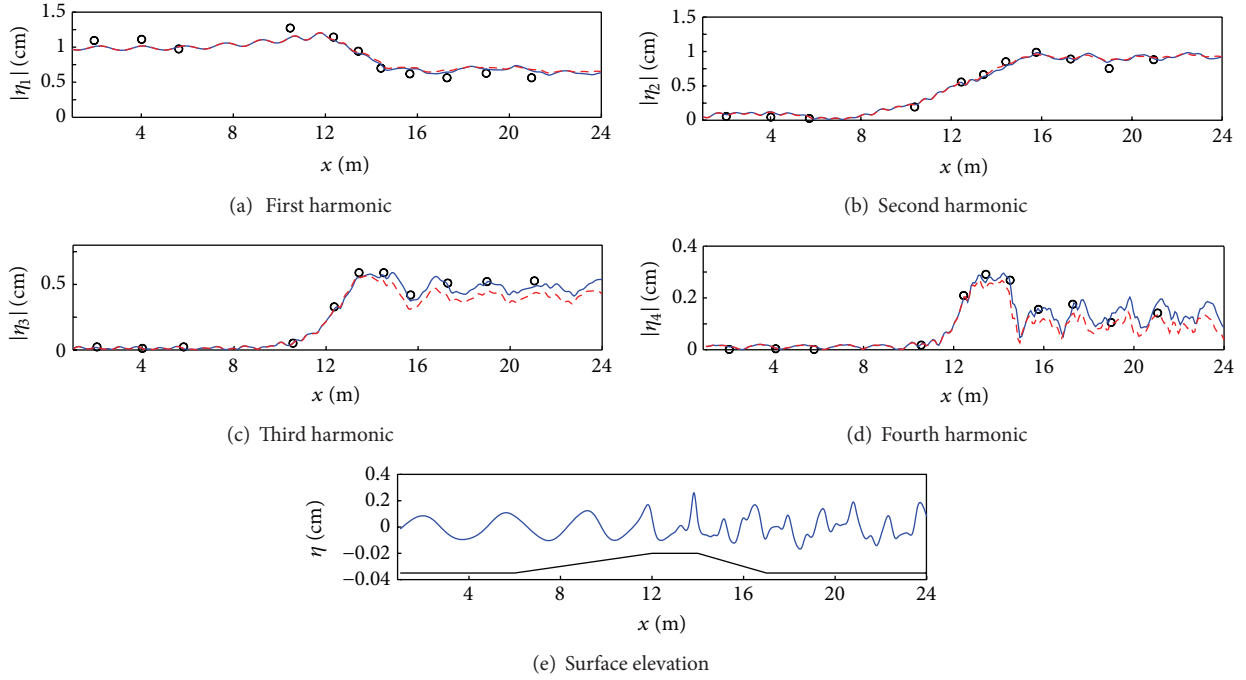 1.5
1
0.5
0
|η1| (cm)
4 8 12 16 20 24
x (m)
(a) First harmonic
1.5
1
0.5
0
|η2| (cm)
4 8 12 16 20 24
x (m)
(b) Second harmonic
0.5
0
|η3| (cm)
4 8 12 16 20 24
x (m)
(c) Third harmonic
0.4
0.2
0
|η4| (cm)
4 8 12 16 20 24
x (m)
(d) Fourth harmonic
0.4
0.2
0
−0.02
−0.04
η (cm)
4 8 12 16 20 24
x (m)
(e) Surface elevation